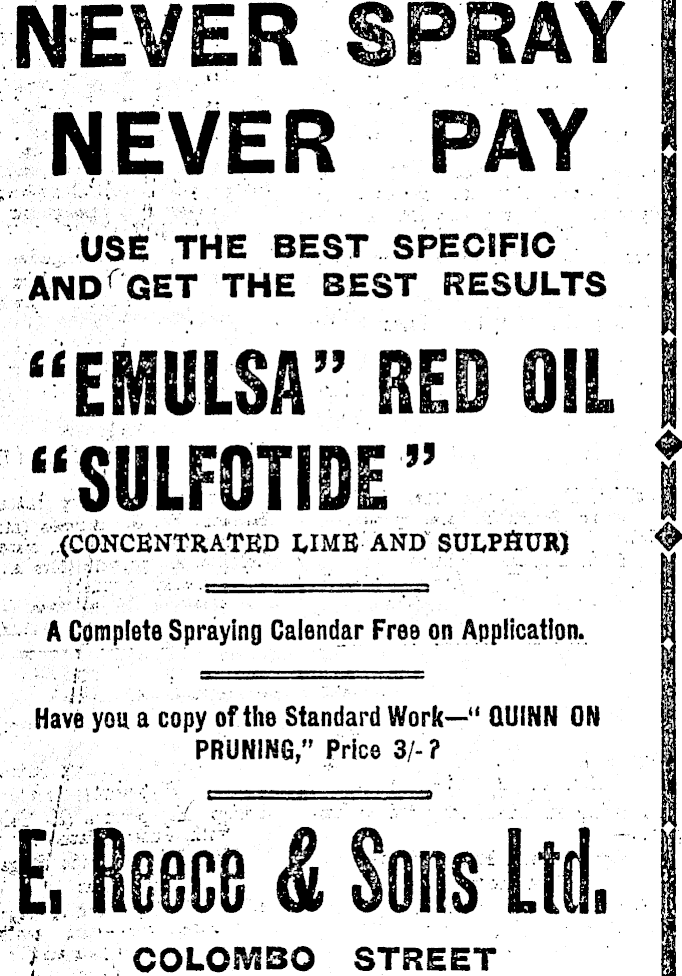 NEVER SPRAY
NEVER PAY
USE THE BEST SPECIFIC
AND GET THE BEST RESULTS
“EMULSA” RED OIL
“SULFOTIDE”
(CONCENTRATED LIME AND SULPHUR)
A Complete Spraying Calendar Free on Application.
Have you a copy of the Standard Work—“ QUINN ON
PRUNING,” Price 3/- ?
E. Reece & Sons Ltd.
COLOMBO STREET